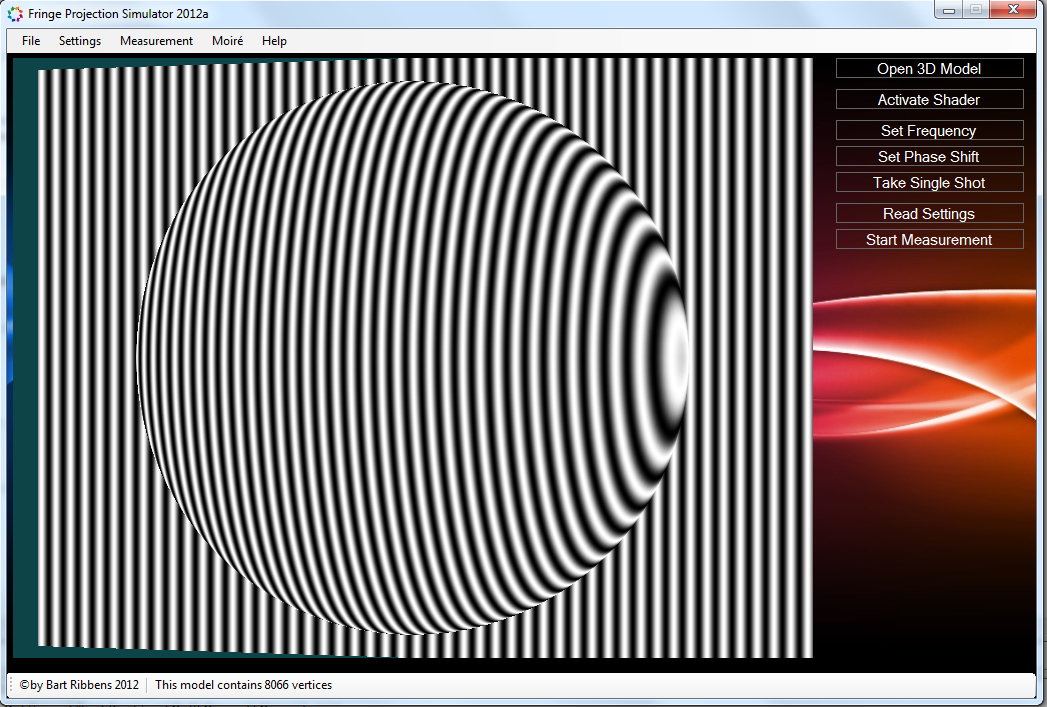 Fringe Projection Simulator 2012a
File Settings Measurement Moiré Help
Open 3D Model
Activate Shader
Set Frequency
Set Phase Shift
Take Single Shot
Read Settings
Start Measurement
©by Bart Ribbens 2012 This model contains 8066 vertices